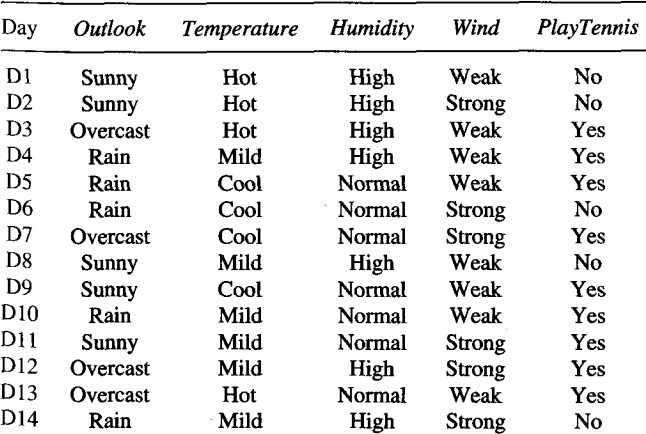 Day Outlook Temperature Humidity Wind PlayTennis
D1 Sunny Hot High Weak No
D2 Sunny Hot High Strong No
D3 Overcast Hot High Weak Yes
D4 Rain Mild High Weak Yes
D5 Rain Cool Normal Weak Yes
D6 Rain Cool Normal Strong No
D7 Overcast Cool Normal Strong Yes
D8 Sunny Mild High Weak No
D9 Sunny Cool Normal Weak Yes
D10 Rain Mild Normal Weak Yes
D11 Sunny Mild Normal Strong Yes
D12 Overcast Mild High Strong Yes
D13 Overcast Hot Normal Weak Yes
D14 Rain Mild High Strong No